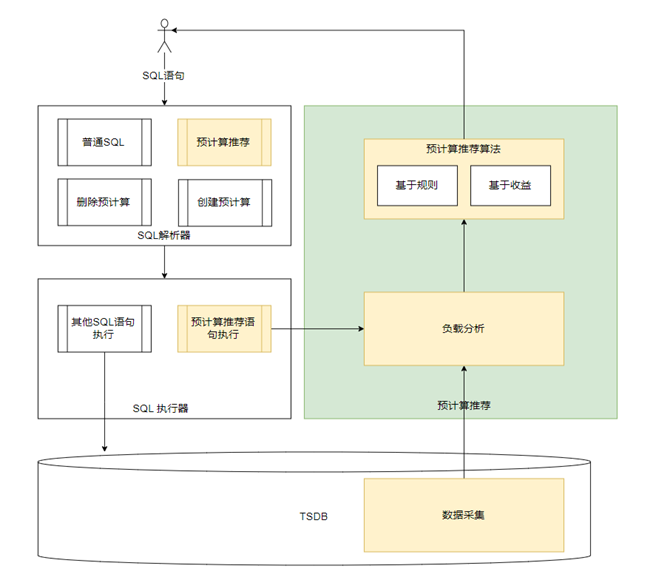 SQL语句
普通SQL
预计算推荐
删除预计算
创建预计算
SQL解析器
预计算推荐算法
基于规则
基于收益
其他SQL语句
执行
预计算推荐语
句执行
SQL 执行器
负载分析
预计算推荐
TSDB
数据采集